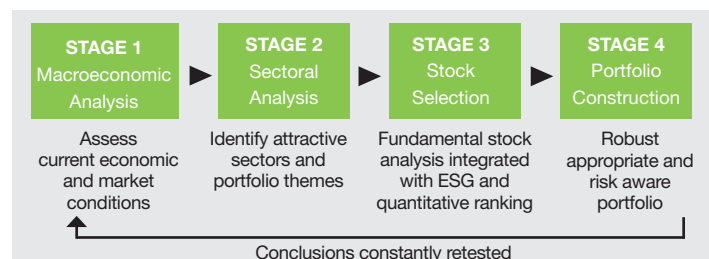 STAGE 1
Macroeconomic
Analysis
Assess
current economic
and market
conditions
STAGE 2
Sectoral
Analysis
Identify attractive
sectors and
portfolio themes
STAGE 3
Stock
Selection
Fundamental stock
analysis integrated
with ESG and
quantitative ranking
STAGE 4
Portfolio
Construction
Robust
appropriate and
risk aware
portfolio
Conclusions constantly retested